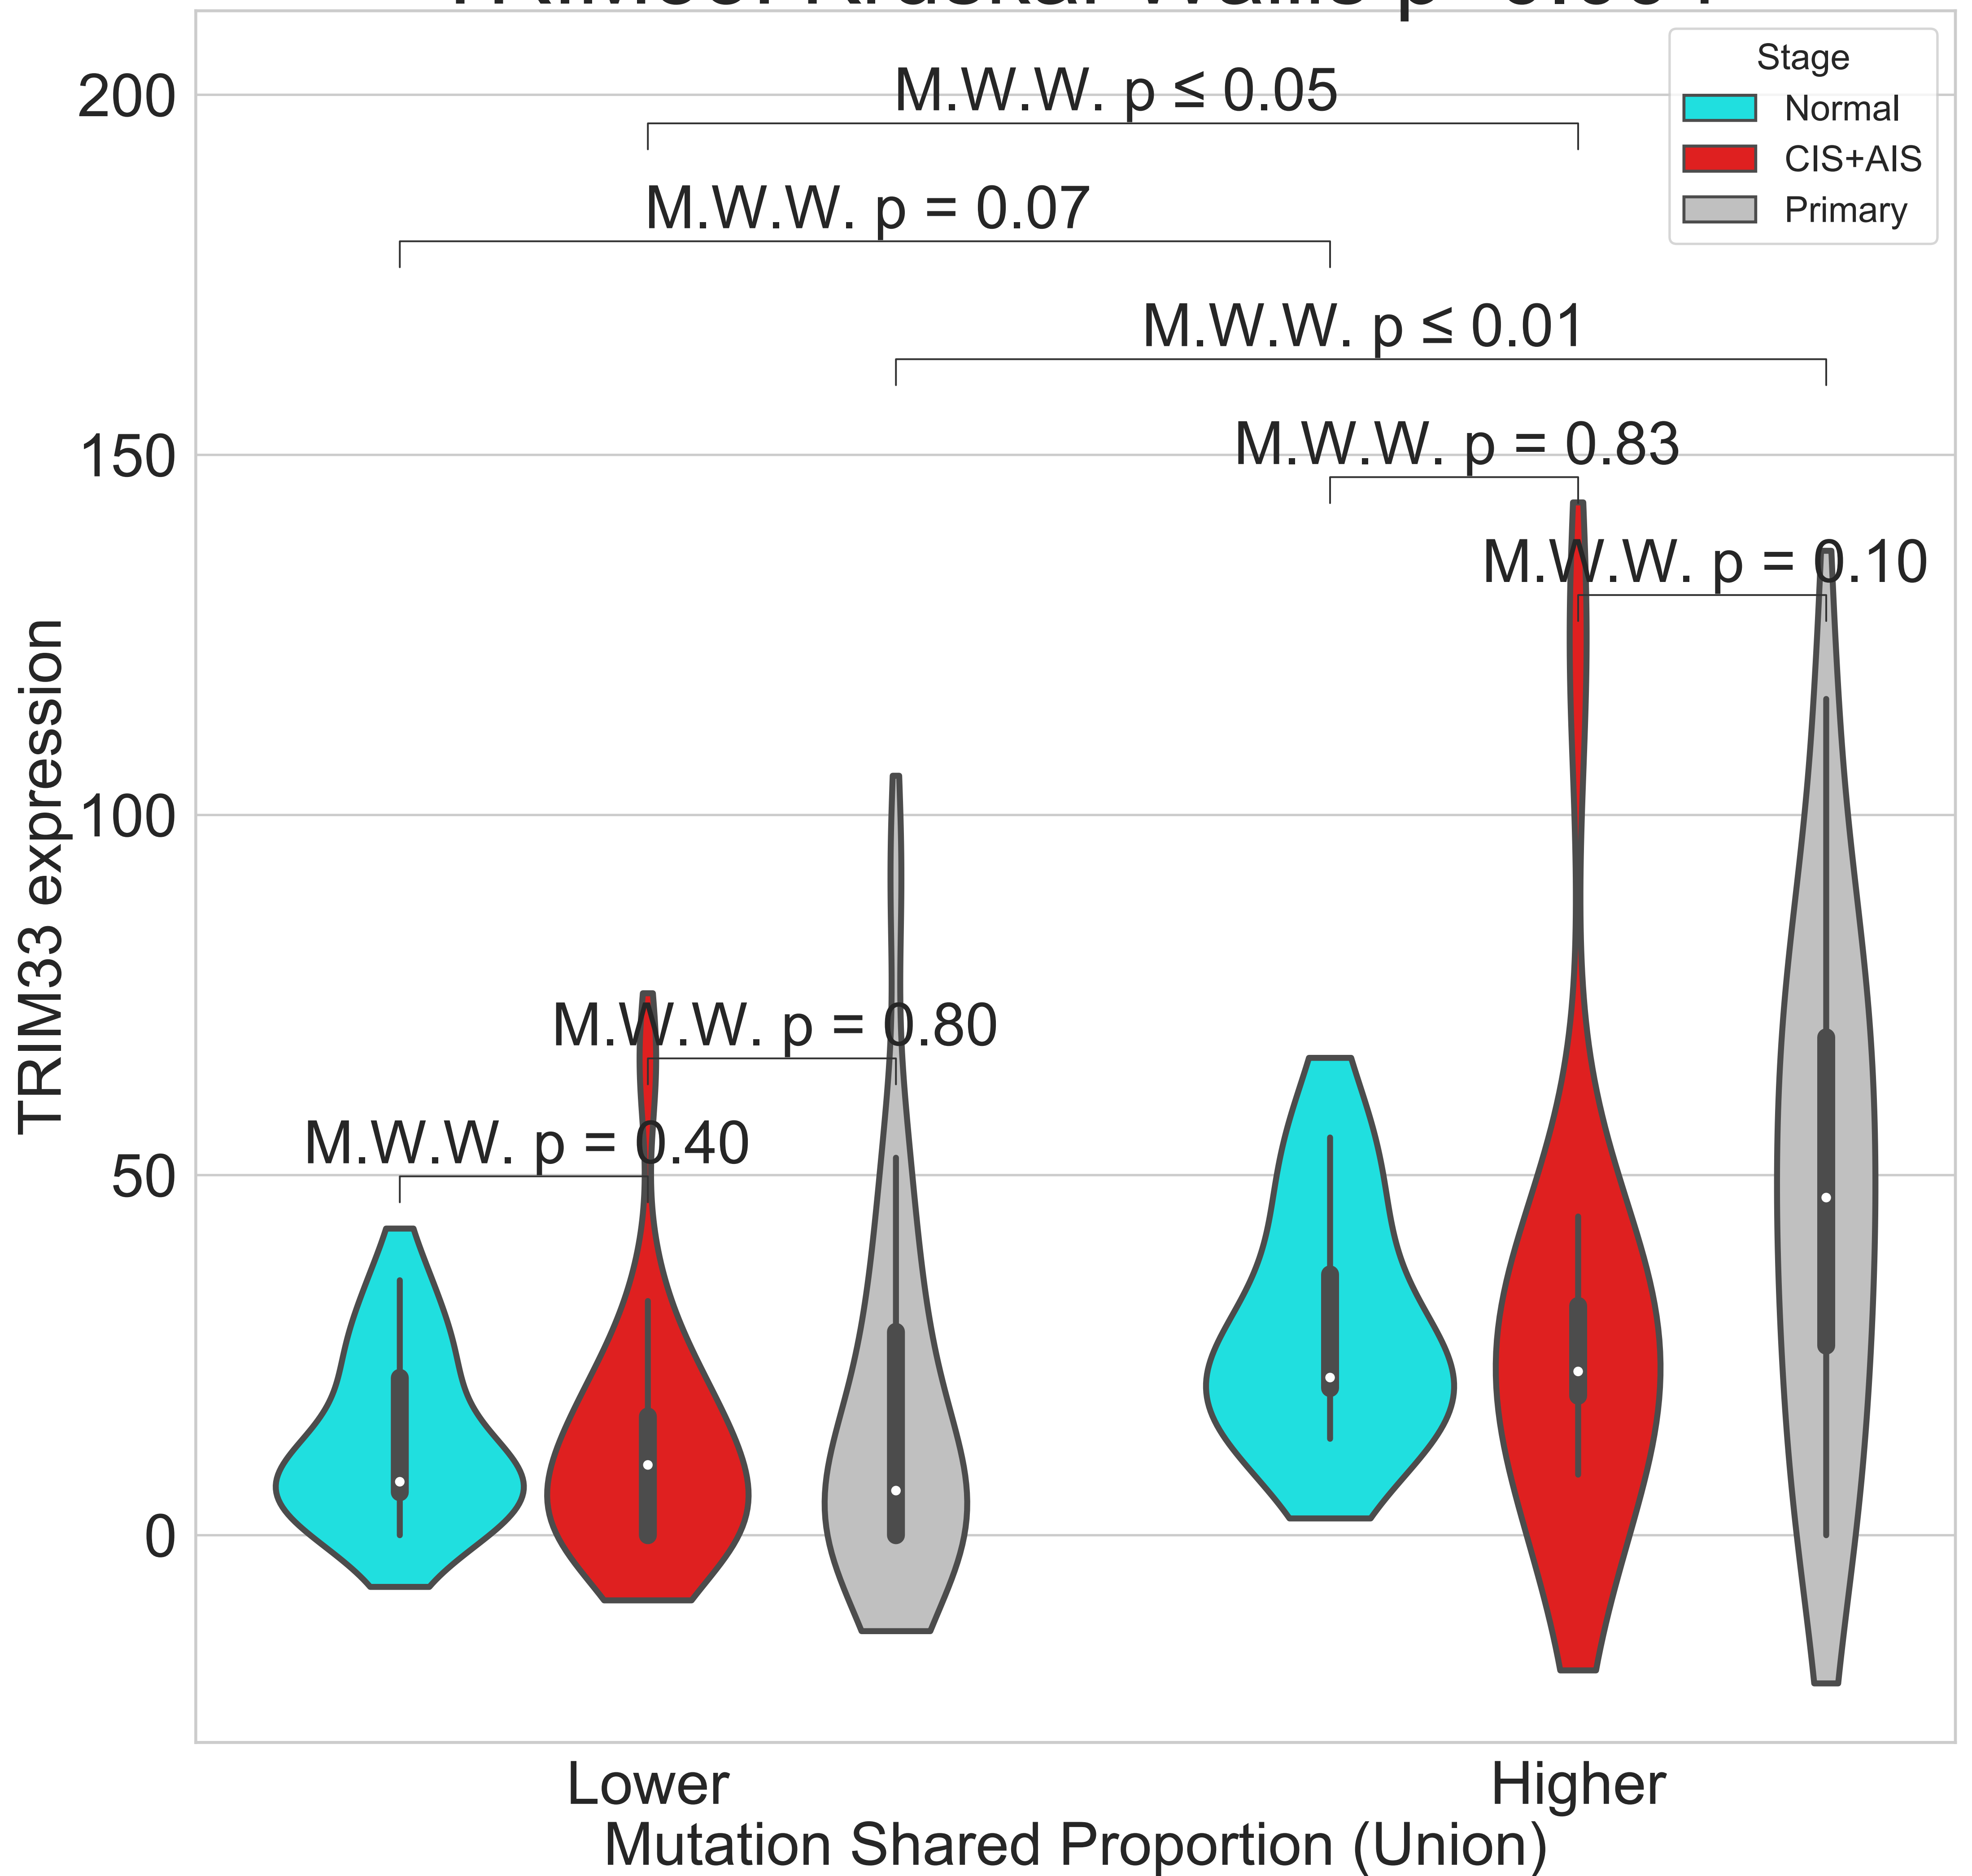 200
150
100
50
0
TRIM33 expression
M.W.W. p ≤ 0.05
M.W.W. p = 0.07
M.W.W. p ≤ 0.01
M.W.W. p = 0.83
M.W.W. p = 0.10
M.W.W. p = 0.80
M.W.W. p = 0.40
Stage
Normal
CIS+AIS
Primary
Lower
Higher
Mutation Shared Proportion (Union)